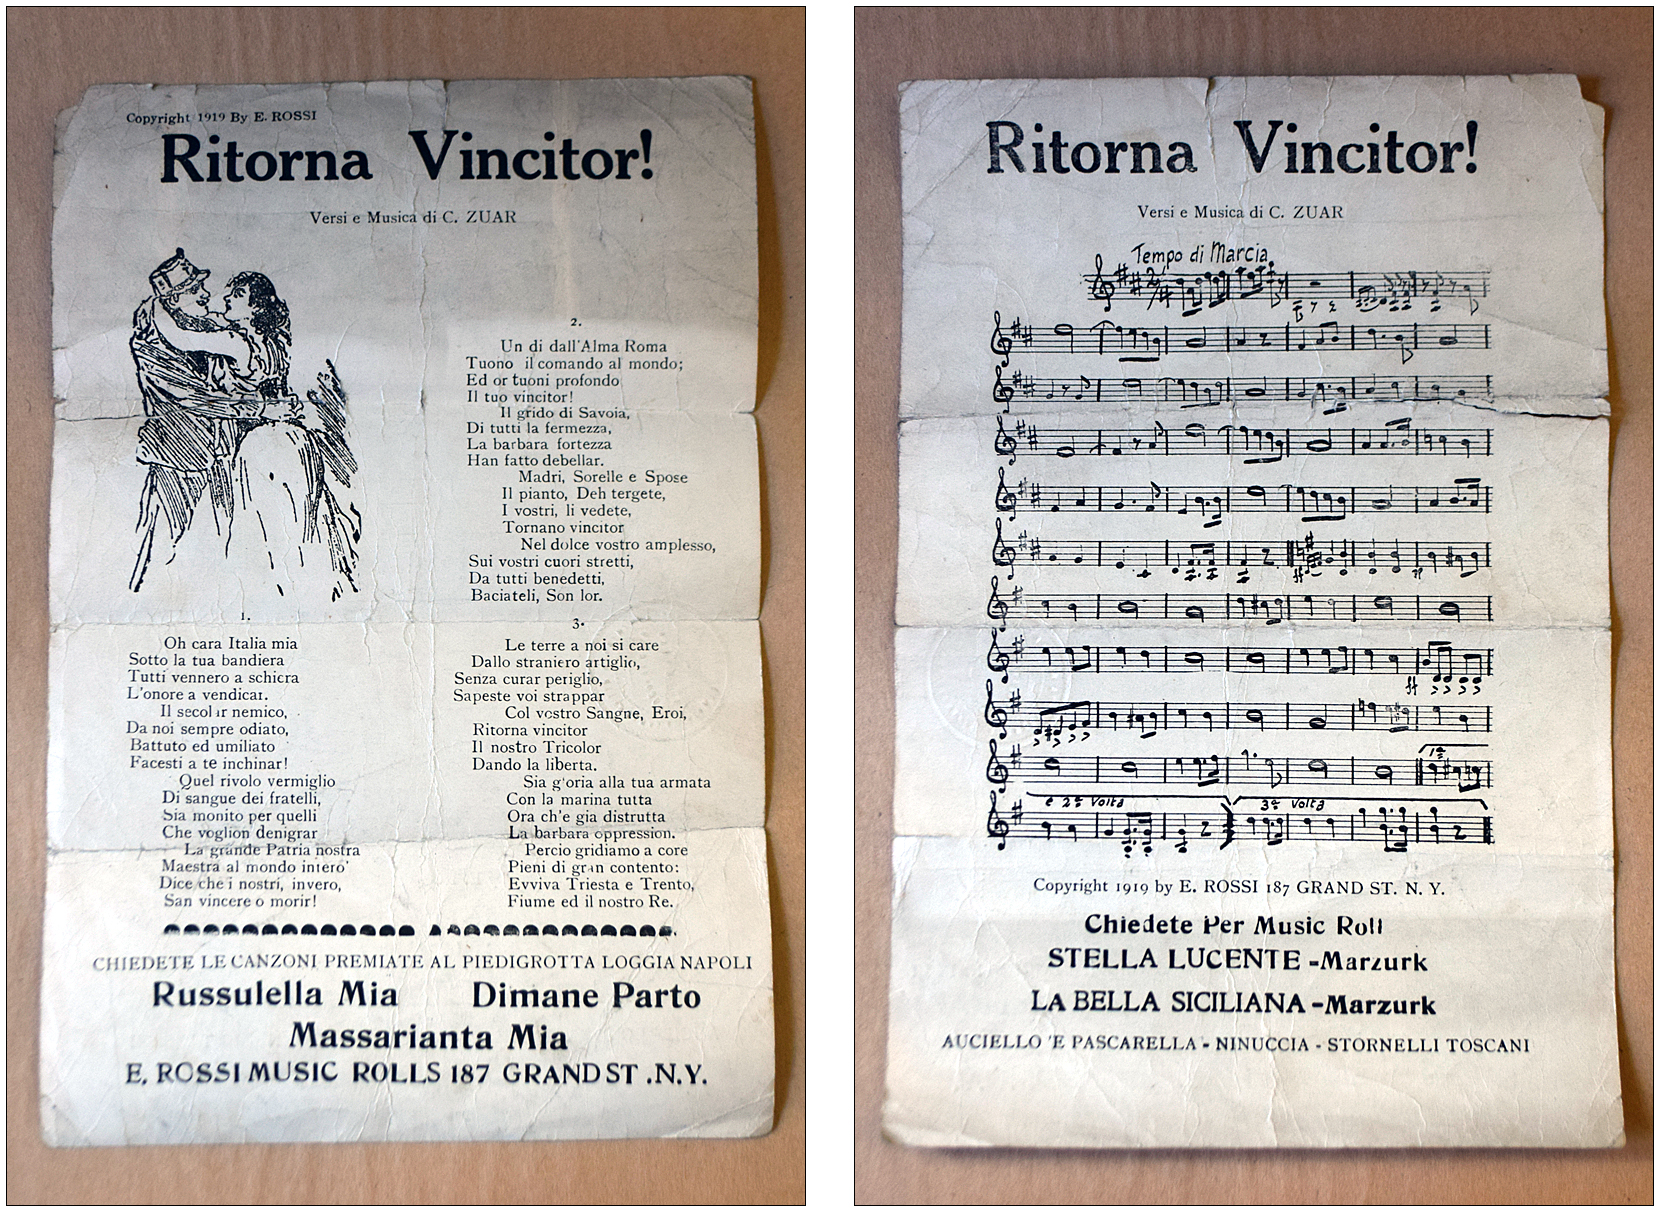 Copyright 1919 By E. ROSSI
Ritorna Vincitor!
Versi e Musica di C. ZUAR
1.
Oh cara Italia mia
Sotto la tua bandiera
Tutti vennero a schiera
L'onore a vendicar.
Il secolar nemico,
Da noi sempre odiato,
Battuto ed umiliato
Facesti a te inchinar!
Quel rivolo vermiglio
Di sangue dei fratelli,
Sia monito per quelli
Che voglion denigrar
La grande Patria nostra
Maestra al mondo intero'
Dice che i nostri, invero,
San vincere o morir!
2.
Un di dall'Alma Roma
Tuono il comando al mondo;
Ed or tuoni profondo
Il tuo vincitor!
Il grido di Savoia,
Di tutti la fermezza,
La barbara fortezza
Han fatto debellar.
Madri, Sorelle e Spose
Il pianto, Deh tergete,
I vostri, li vedete,
Tornano vincitor
Nel dolce vostro amplesso,
Sui vostri cuori stretti,
Da tutti benedetti,
Baciateli, Son lor.
3.
Le terre a noi si care
Dallo straniero artiglio,
Senza curar periglio,
Sapeste voi strappar
Col vostro Sangne, Eroi,
Ritorna vincitor
Il nostro Tricolor
Dando la liberta.
Sia g'oria alla tua armata
Con la marina tutta
Ora ch'e gia distrutta
La barbara oppression.
Percio gridiamo a core
Pieni di gran contento:
Evviva Triesta e Trento,
Fiume ed il nostro Re.
CHIEDETE LE CANZONI PREMIATE AL PIEDIGROTTA LOGGIA NAPOLI
Russulella Mia Dimane Parto
Massarianta Mia
E. ROSSI MUSIC ROLLS 187 GRAND ST .N.Y.
Ritorna Vincitor!
Versi e Musica di C. ZUAR
Tempo di Marcia
ff
ff
1ª
e 2ª volta
3ª volta
Copyright 1919 by E. ROSSI 187 GRAND ST. N. Y.
Chiedete Per Music Roll
STELLA LUCENTE -Marzurk
LA BELLA SICILIANA -Marzurk
AUCIELLO 'E PASCARELLA - NINUCCIA - STORNELLI TOSCANI